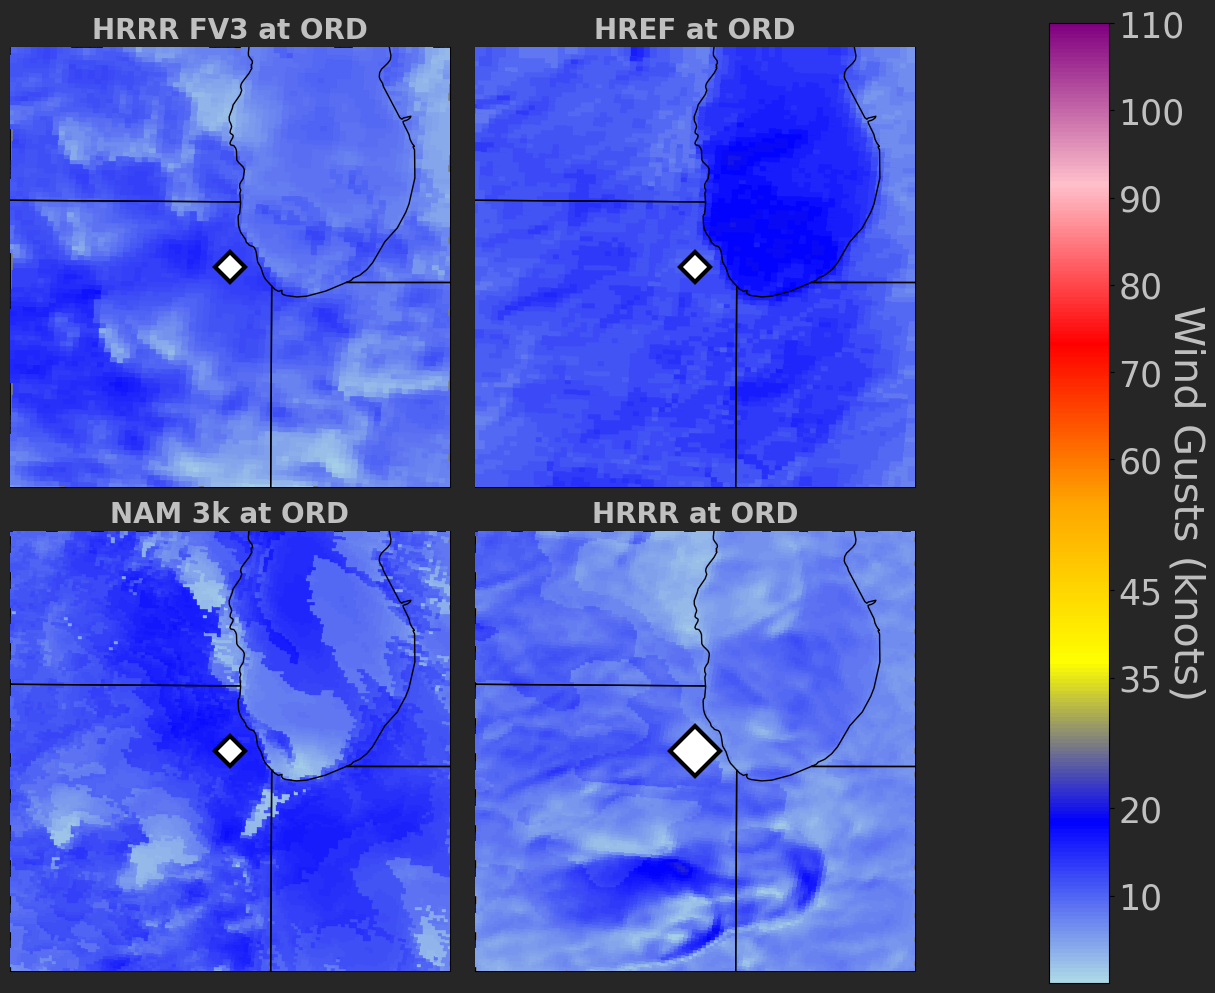 HRRR FV3 at ORD
HREF at ORD
NAM 3k at ORD
HRRR at ORD
110
100
90
80
70
60
45
35
20
10
Wind Gusts (knots)